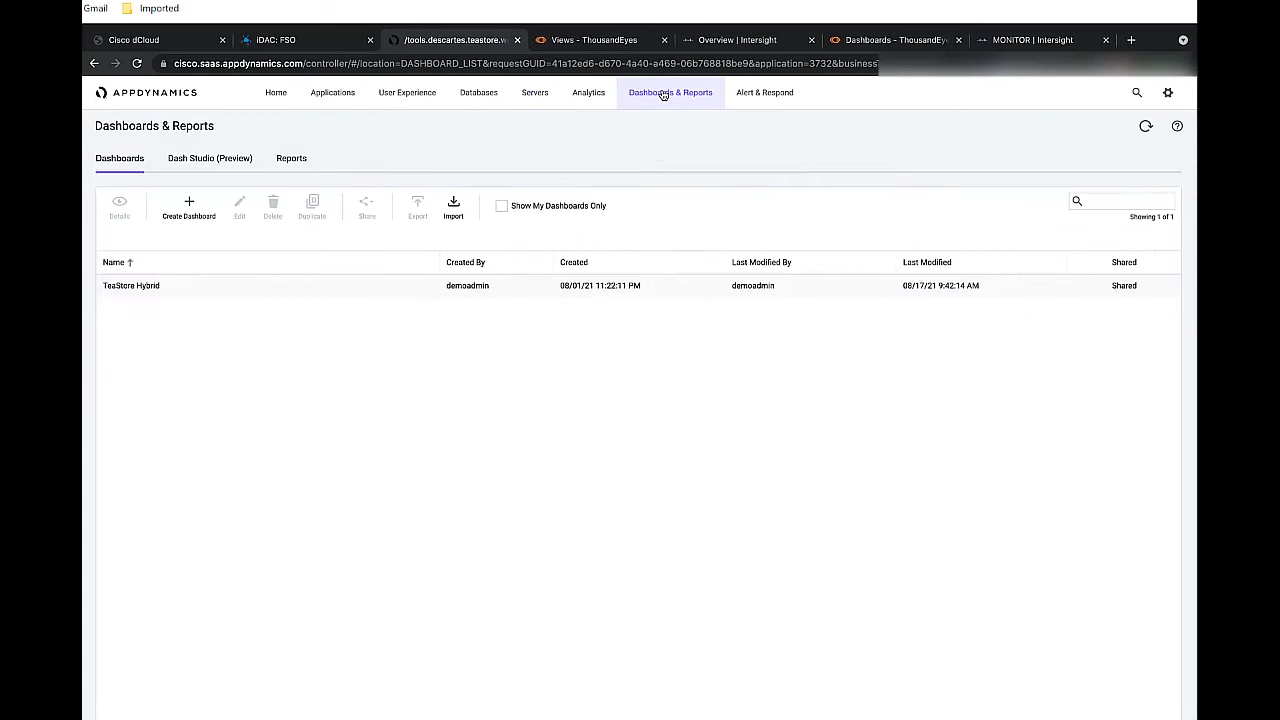 Gmail Imported
Cisco dCloud iDAC: FSO /tools.descartes.teastore.w Views - ThousandEyes Overview | Intersight Dashboards - ThousandEye MONITOR | Intersight
cisco.saas.appdynamics.com/controller/#/location=DASHBOARD_LIST&requestGUID=41a12ed6-d670-4a40-a469-06b768818be9&application=3732&business
APPDYNAMICS Home Applications User Experience Databases Servers Analytics Dashboards & Reports Alert & Respond
Dashboards & Reports
Dashboards Dash Studio (Preview) Reports
Details Create Dashboard Edit Delete Duplicate Share Export Import Show My Dashboards Only
Showing 1 of 1
Name Created By Created Last Modified By Last Modified Shared
TeaStore Hybrid demoadmin 08/01/21 11:22:11 PM demoadmin 08/17/21 9:42:14 AM Shared